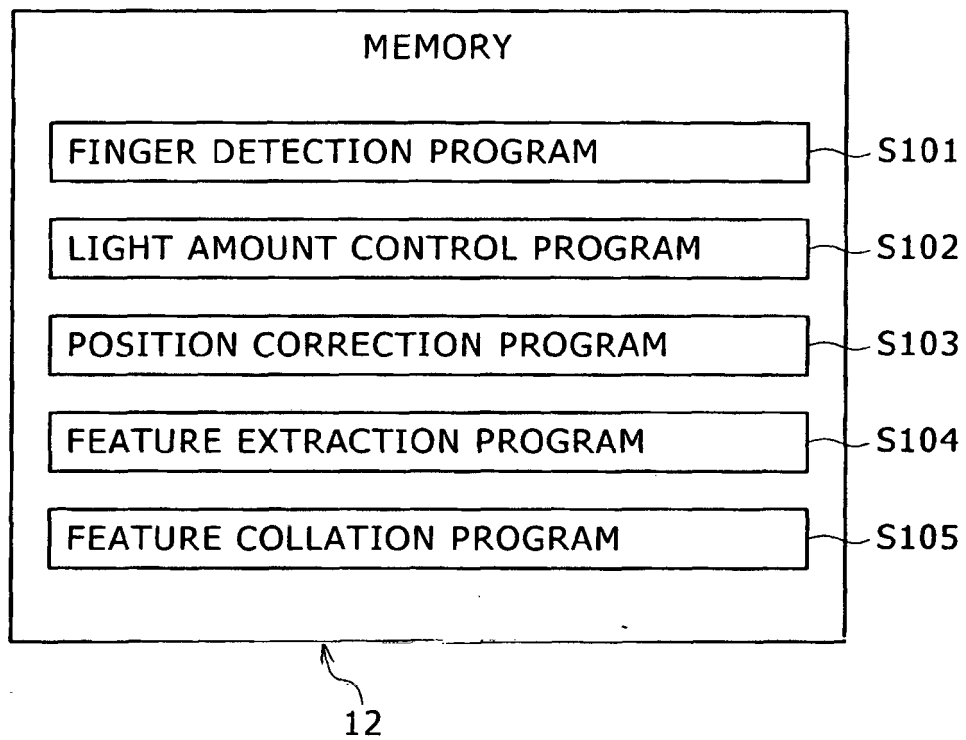 MEMORY
FINGER DETECTION PROGRAM
S101
LIGHT AMOUNT CONTROL PROGRAM
S102
POSITION CORRECTION PROGRAM
S103
FEATURE EXTRACTION PROGRAM
S104
FEATURE COLLATION PROGRAM
S105
12